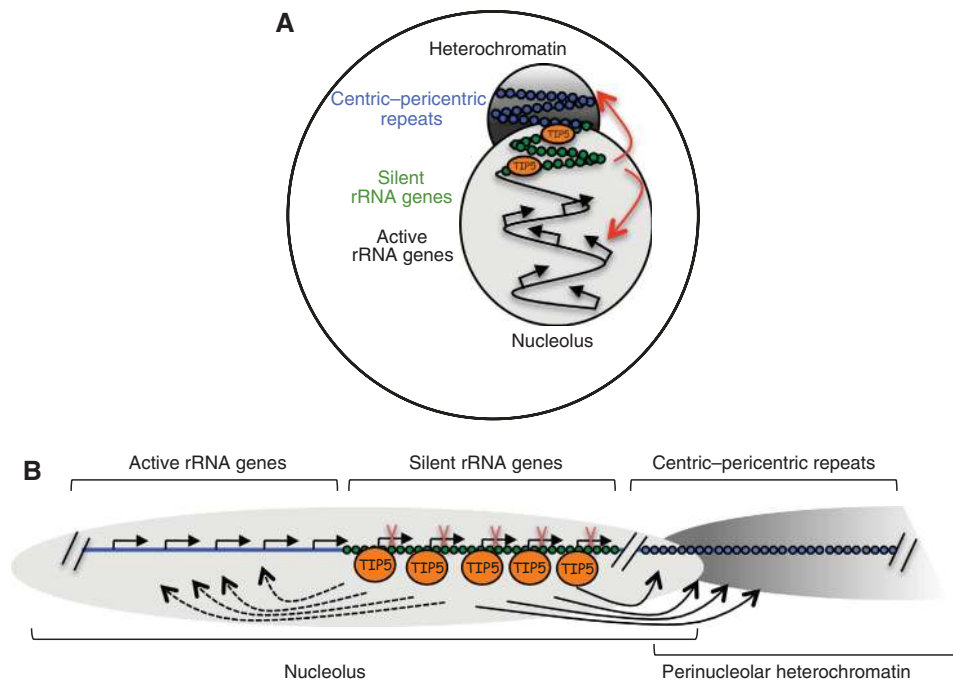 A
Heterochromatin
Centric–pericentric
repeats
TIP5
TIP5
Silent
rRNA genes
Active
rRNA genes
Nucleolus
B
Active rRNA genes
Silent rRNA genes
Centric–pericentric repeats
TIP5
TIP5
TIP5
TIP5
TIP5
Nucleolus
Perinucleolar heterochromatin